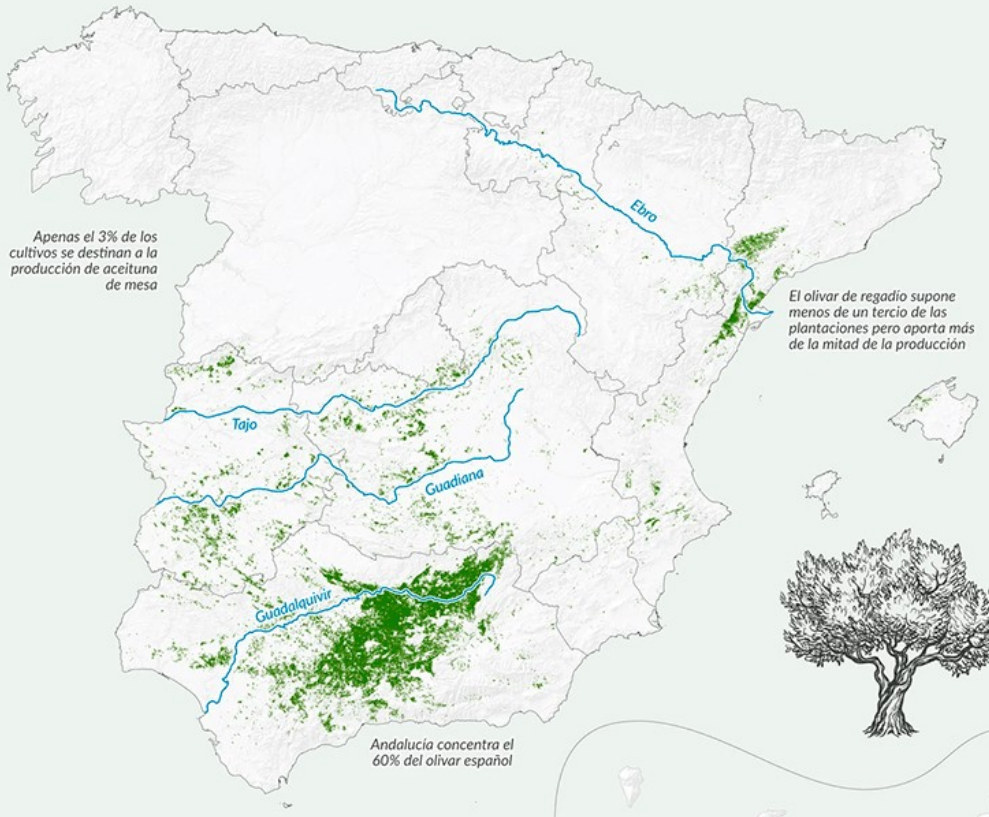 Ebro
Apenas el 3% de los
cultivos se destinan a la
producción de aceituna
de mesa
El olivar de regadío supone
menos de un tercio de las
plantaciones pero aporta más
de la mitad de la producción
Tajo
Guadiana
Guadalquivir
Andalucía concentra el
60% del olivar español